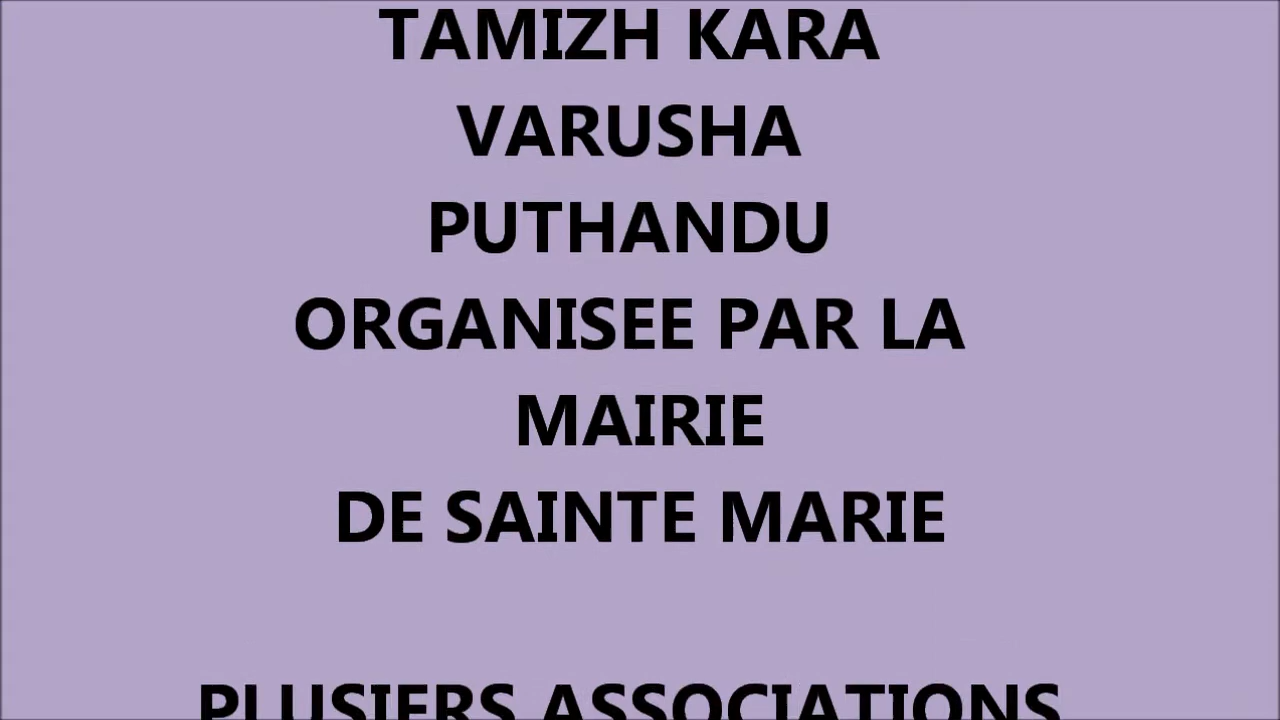 TAMIZH KARA
VARUSHA
PUTHANDU
ORGANISEE PAR LA
MAIRIE
DE SAINTE MARIE
PLUSIERS ASSOCIATIONS